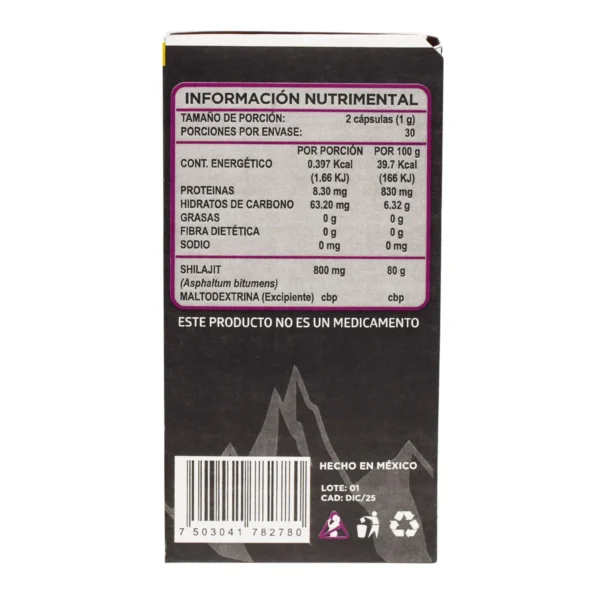 INFORMACIÓN NUTRIMENTAL
TAMAÑO DE PORCIÓN: 2 cápsulas (1 g)
PORCIONES POR ENVASE: 30
POR PORCIÓN POR 100 g
CONT. ENERGÉTICO 0.397 Kcal 39.7 Kcal
(1.66 KJ) (166 KJ)
PROTEINAS 8.30 mg 830 mg
HIDRATOS DE CARBONO 63.20 mg 6.32 g
GRASAS 0 g 0 g
FIBRA DIETÉTICA 0 g 0 g
SODIO 0 mg 0 mg
SHILAJIT 800 mg 80 g
(Asphaltum bitumens)
MALTODEXTRINA (Excipiente) cbp cbp
ESTE PRODUCTO NO ES UN MEDICAMENTO
HECHO EN MÉXICO
LOTE: 01
CAD: DIC/25
7 503041 782780